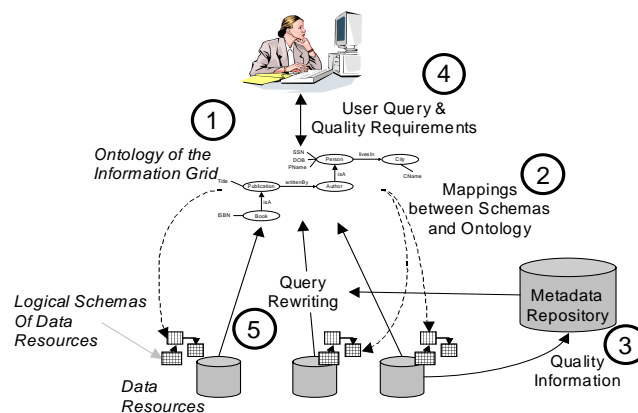 4
User Query &
Quality Requirements
1
Ontology of the
Information Grid
SSN
DOB
PName
Person
livesIn
City
CName
isA
Title
Publication
writtenBy
Author
isA
ISBN
Book
2
Mappings
between Schemas
and Ontology
Query
Rewriting
Metadata
Repository
3
Quality
Information
Logical Schemas
Of Data
Resources
5
Data
Resources